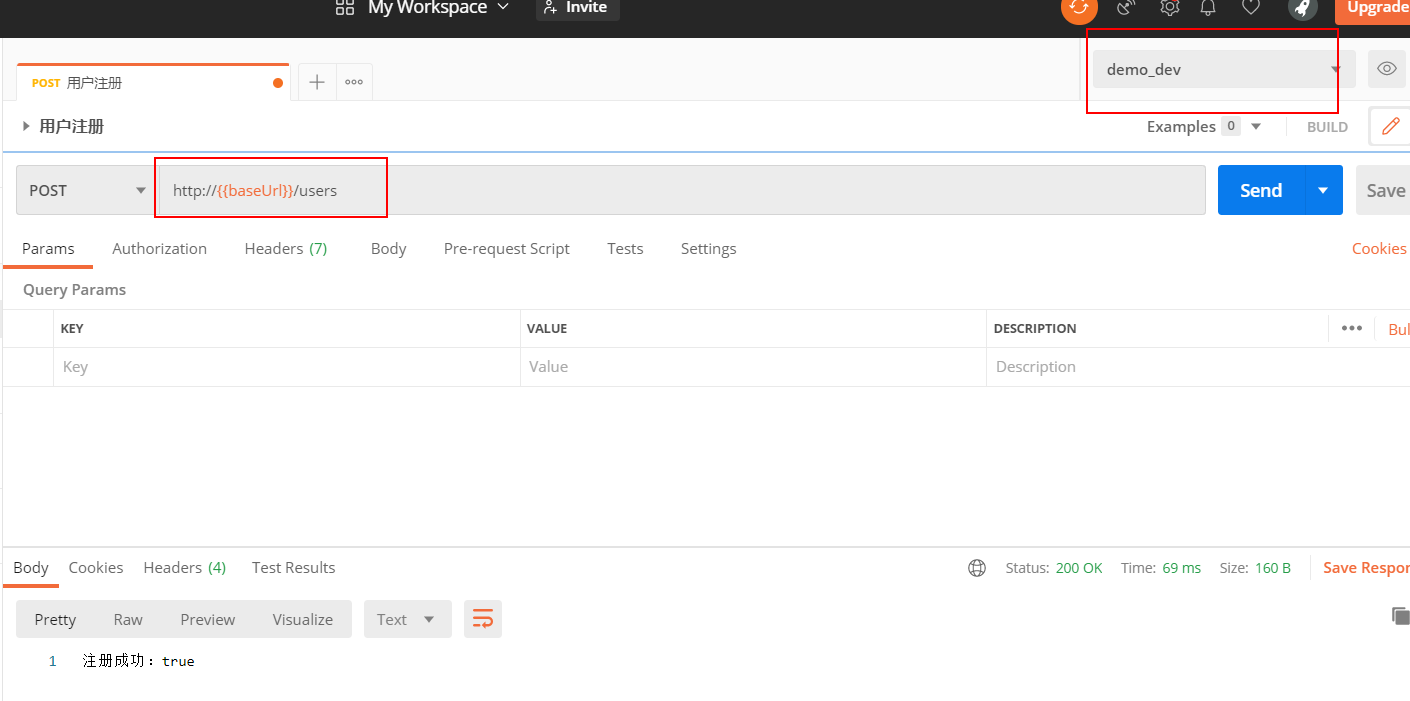 My Workspace Invite Upgrade
POST 用户注册 demo_dev
用户注册 Examples 0 BUILD
POST http://{{baseUrl}}/users Send Save
Params Authorization Headers (7) Body Pre-request Script Tests Settings Cookies
Query Params
KEY VALUE DESCRIPTION Bul
Key Value Description
Body Cookies Headers (4) Test Results Status: 200 OK Time: 69 ms Size: 160 B Save Respon
Pretty Raw Preview Visualize Text
1 注册成功：true